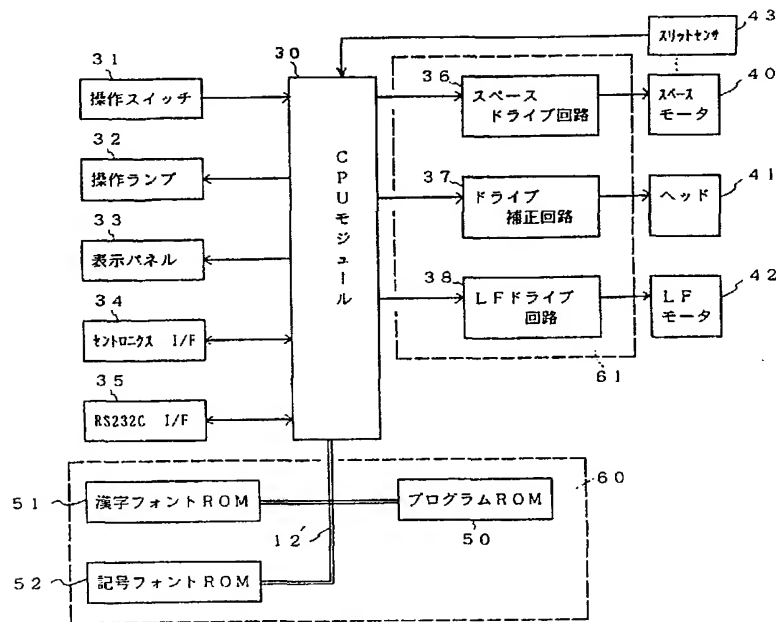 43
スリットセンサ
30
31
操作スイッチ
36
スペース
ドライブ回路
40
スペース
モータ
32
操作ランプ
CPUモジュール
37
ドライブ
補正回路
41
ヘッド
33
表示パネル
38
LFドライブ
回路
42
LF
モータ
34
セントロニクス I/F
61
35
RS232C I/F
60
51
漢字フォントROM
プログラムROM
50
12'
52
記号フォントROM